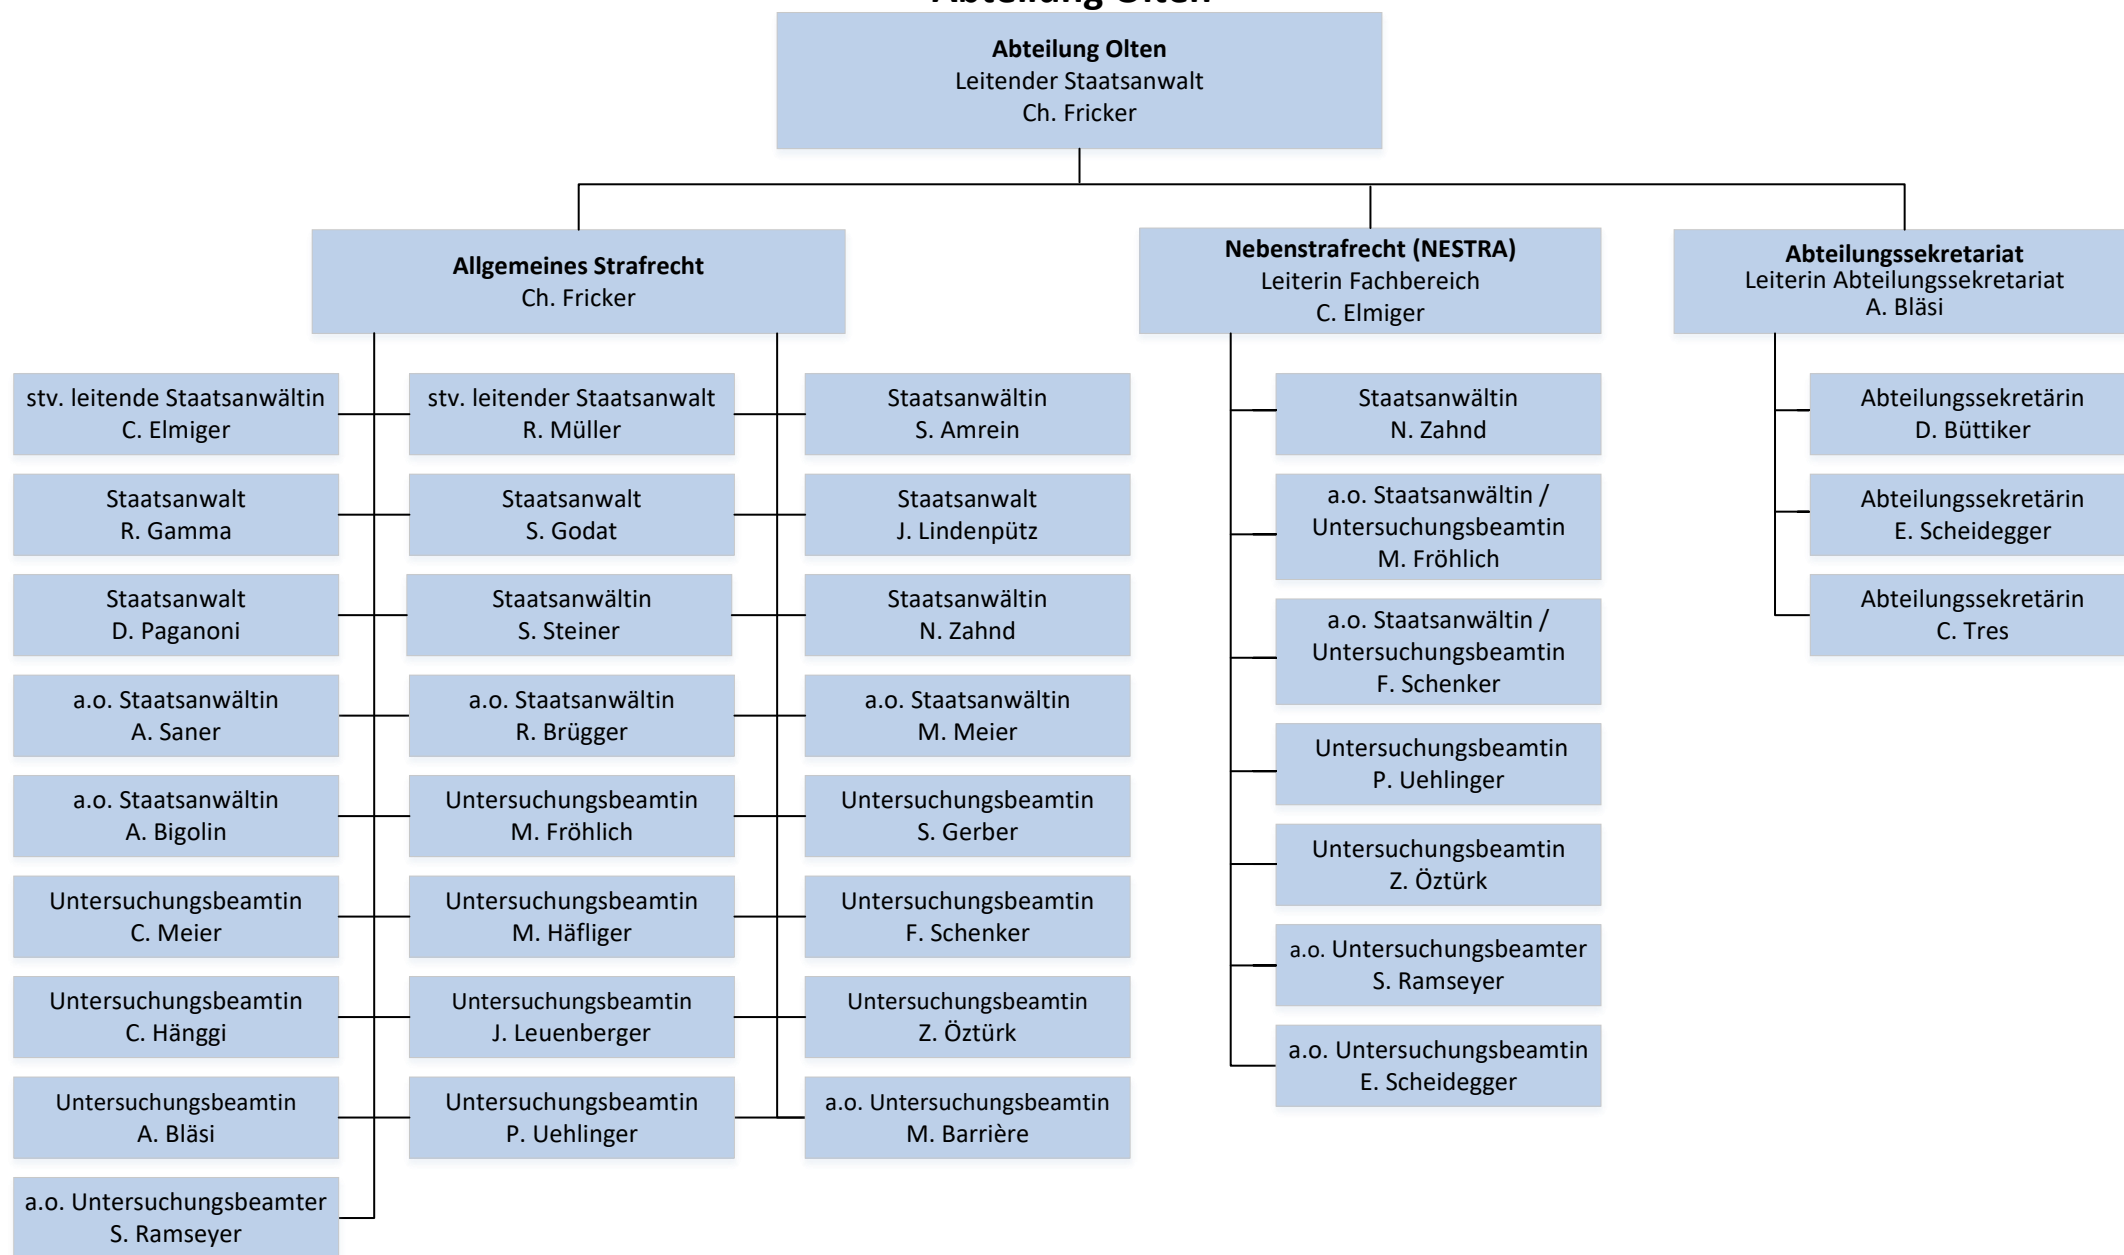 Abteilung Olten
Abteilung Olten
Leitender Staatsanwalt
Ch. Fricker
Allgemeines Strafrecht
Ch. Fricker
Nebenstrafrecht (NESTRA)
Leiterin Fachbereich
C. Elmiger
Abteilungssekretariat
Leiterin Abteilungssekretariat
A. Bläsi
stv. leitende Staatsanwältin
C. Elmiger
stv. leitender Staatsanwalt
R. Müller
Staatsanwältin
S. Amrein
Staatsanwalt
R. Gamma
Staatsanwalt
S. Godat
Staatsanwalt
J. Lindenpütz
Staatsanwalt
D. Paganoni
Staatsanwältin
S. Steiner
Staatsanwältin
N. Zahnd
a.o. Staatsanwältin
A. Saner
a.o. Staatsanwältin
R. Brügger
a.o. Staatsanwältin
M. Meier
a.o. Staatsanwältin
A. Bigolin
Untersuchungsbeamtin
M. Fröhlich
Untersuchungsbeamtin
S. Gerber
Untersuchungsbeamtin
C. Meier
Untersuchungsbeamtin
M. Häfliger
Untersuchungsbeamtin
F. Schenker
Untersuchungsbeamtin
C. Hänggi
Untersuchungsbeamtin
J. Leuenberger
Untersuchungsbeamtin
Z. Öztürk
Untersuchungsbeamtin
A. Bläsi
Untersuchungsbeamtin
P. Uehlinger
a.o. Untersuchungsbeamtin
M. Barrière
a.o. Untersuchungsbeamter
S. Ramseyer
Staatsanwältin
N. Zahnd
a.o. Staatsanwältin /
Untersuchungsbeamtin
M. Fröhlich
a.o. Staatsanwältin /
Untersuchungsbeamtin
F. Schenker
Untersuchungsbeamtin
P. Uehlinger
Untersuchungsbeamtin
Z. Öztürk
a.o. Untersuchungsbeamter
S. Ramseyer
a.o. Untersuchungsbeamtin
E. Scheidegger
Abteilungssekretärin
D. Büttiker
Abteilungssekretärin
E. Scheidegger
Abteilungssekretärin
C. Tres